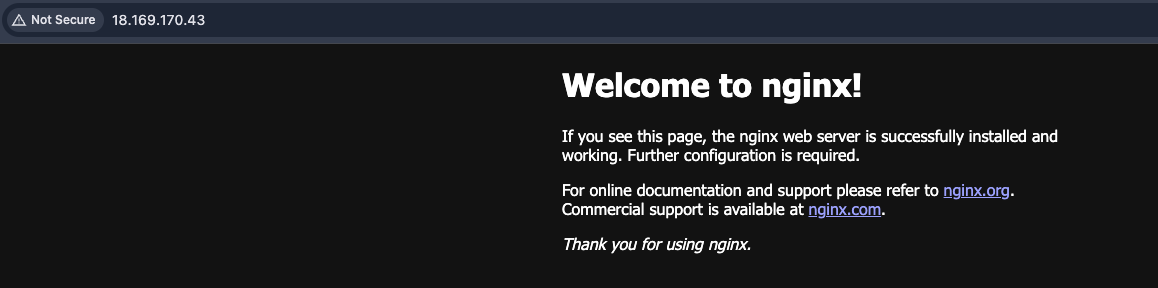 Not Secure 18.169.170.43
Welcome to nginx!
If you see this page, the nginx web server is successfully installed and
working. Further configuration is required.
For online documentation and support please refer to nginx.org.
Commercial support is available at nginx.com.
Thank you for using nginx.